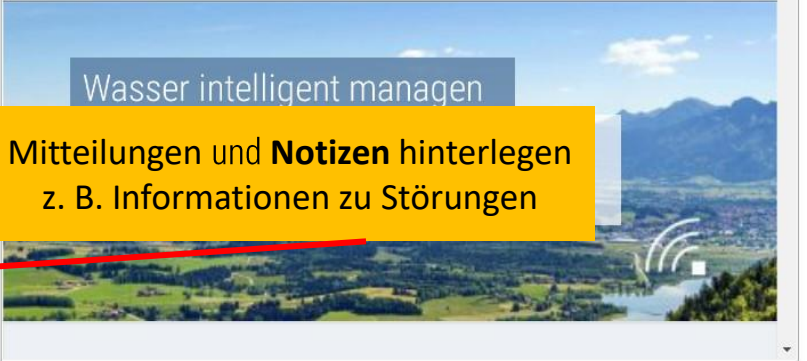 Wasser intelligent managen
Mitteilungen und Notizen hinterlegen
z. B. Informationen zu Störungen